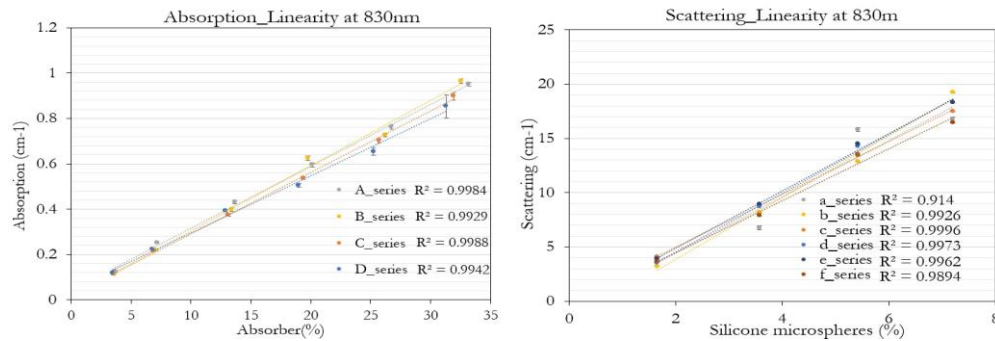 Absorption_Linearity at 830nm
1.2
1
0.8
0.6
0.4
0.2
0
0 5 10 15 20 25 30 35
Absorption (cm-1)
Absorber(%)
A_series R² = 0.9984
B_series R² = 0.9929
C_series R² = 0.9988
D_series R² = 0.9942
Scattering_Linearity at 830m
25
20
15
10
5
0
0 2 4 6 8
Scattering (cm-1)
Silicone microspheres (%)
a_series R² = 0.914
b_series R² = 0.9926
c_series R² = 0.9996
d_series R² = 0.9973
e_series R² = 0.9962
f_series R² = 0.9894